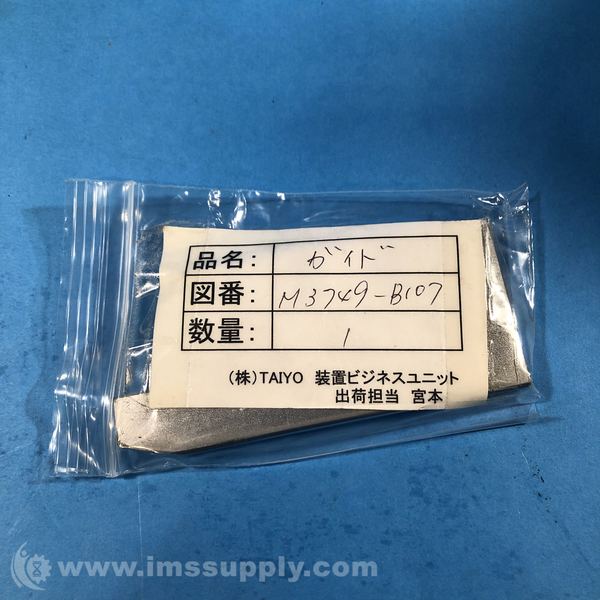 品名: ガイド
図番: M3749-B107
数量: 1
(株)TAIYO 装置ビジネスユニット
出荷担当 宮本
www.imssupply.com